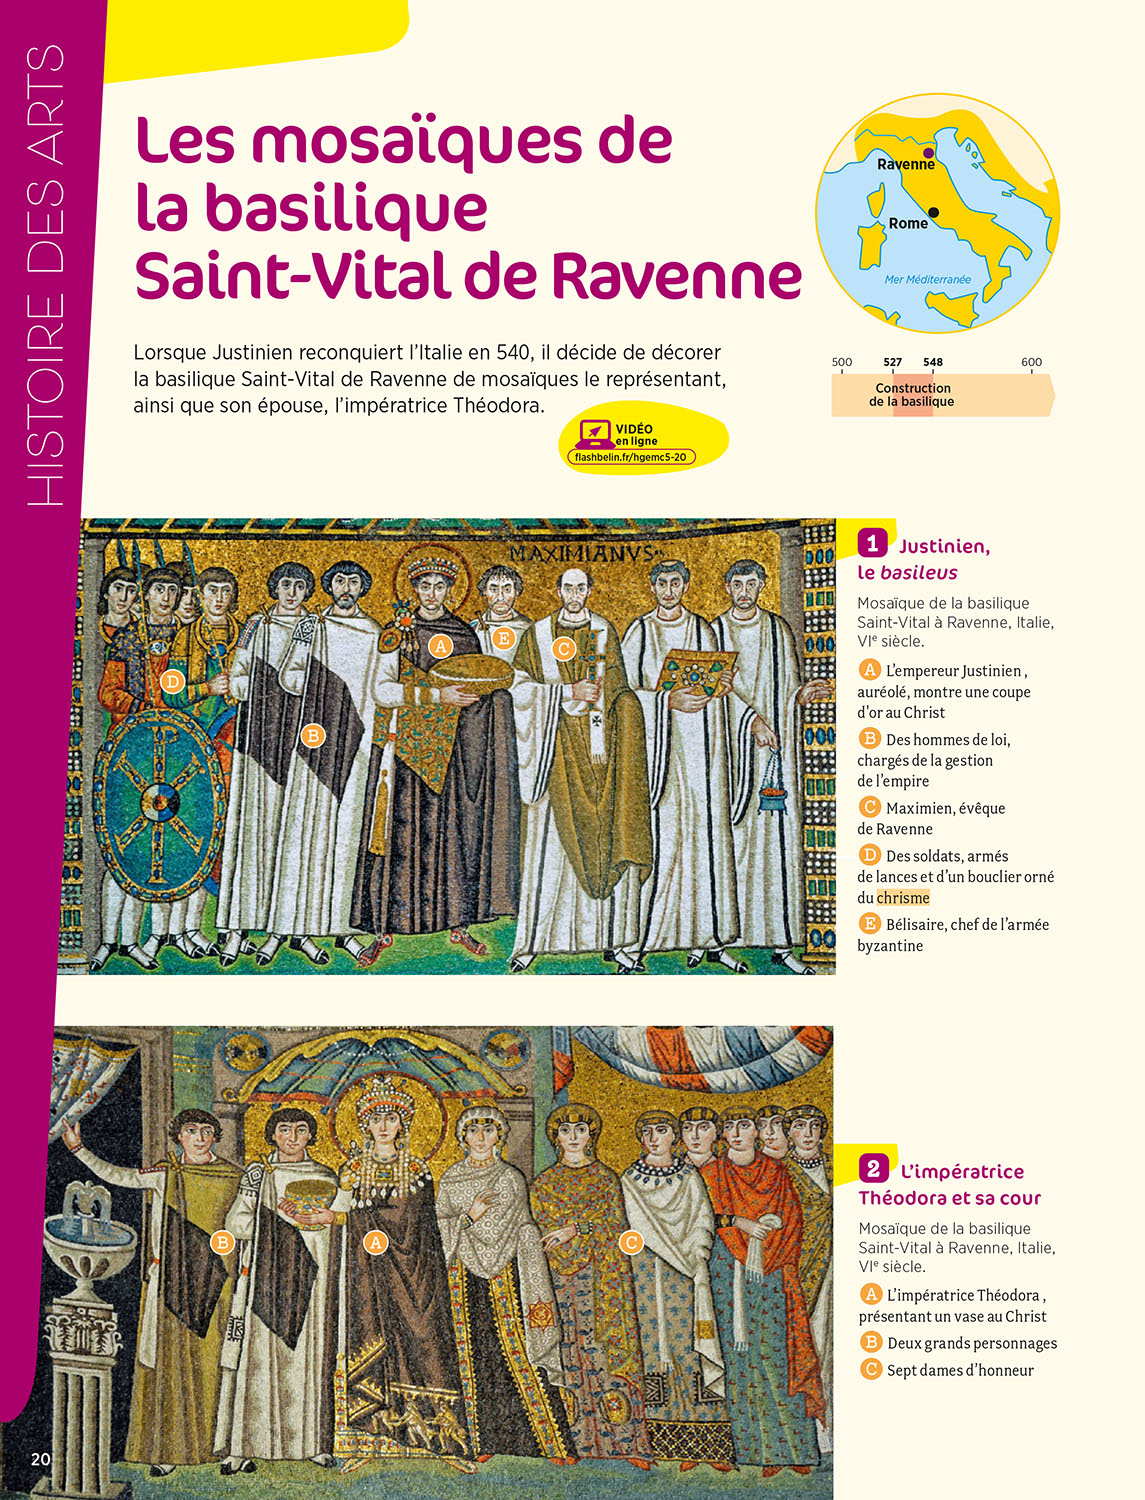 HISTOIRE DES ARTS
Les mosaïques de
la basilique
Saint-Vital de Ravenne
Lorsque Justinien reconquiert l'Italie en 540, il décide de décorer
la basilique Saint-Vital de Ravenne de mosaïques le représentant,
ainsi que son épouse, l'impératrice Théodora.
VIDÉO
en ligne
flashbelin.fr/hgemc5-20
Ravenne
Rome
Mer Méditerranée
500 527 548 600
Construction
de la basilique
MAXIMIANVS
A
B
C
D
E
1 Justinien,
le basileus
Mosaïque de la basilique
Saint-Vital à Ravenne, Italie,
VIe siècle.
A L'empereur Justinien ,
auréolé, montre une coupe
d'or au Christ
B Des hommes de loi,
chargés de la gestion
de l'empire
C Maximien, évêque
de Ravenne
D Des soldats, armés
de lances et d'un bouclier orné
du chrisme
E Bélisaire, chef de l'armée
byzantine
B
A
C
2 L'impératrice
Théodora et sa cour
Mosaïque de la basilique
Saint-Vital à Ravenne, Italie,
VIe siècle.
A L'impératrice Théodora ,
présentant un vase au Christ
B Deux grands personnages
C Sept dames d'honneur
20